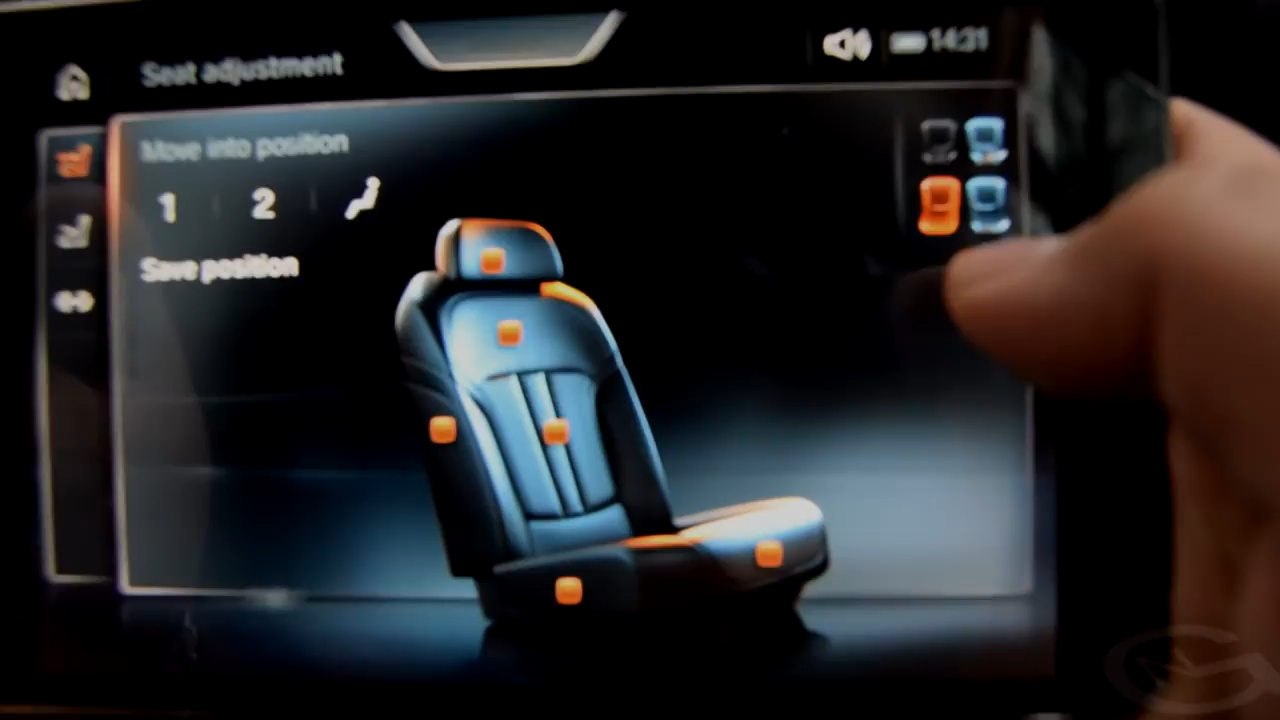 Seat adjustment
14:21
Move into position
1 2
Save position